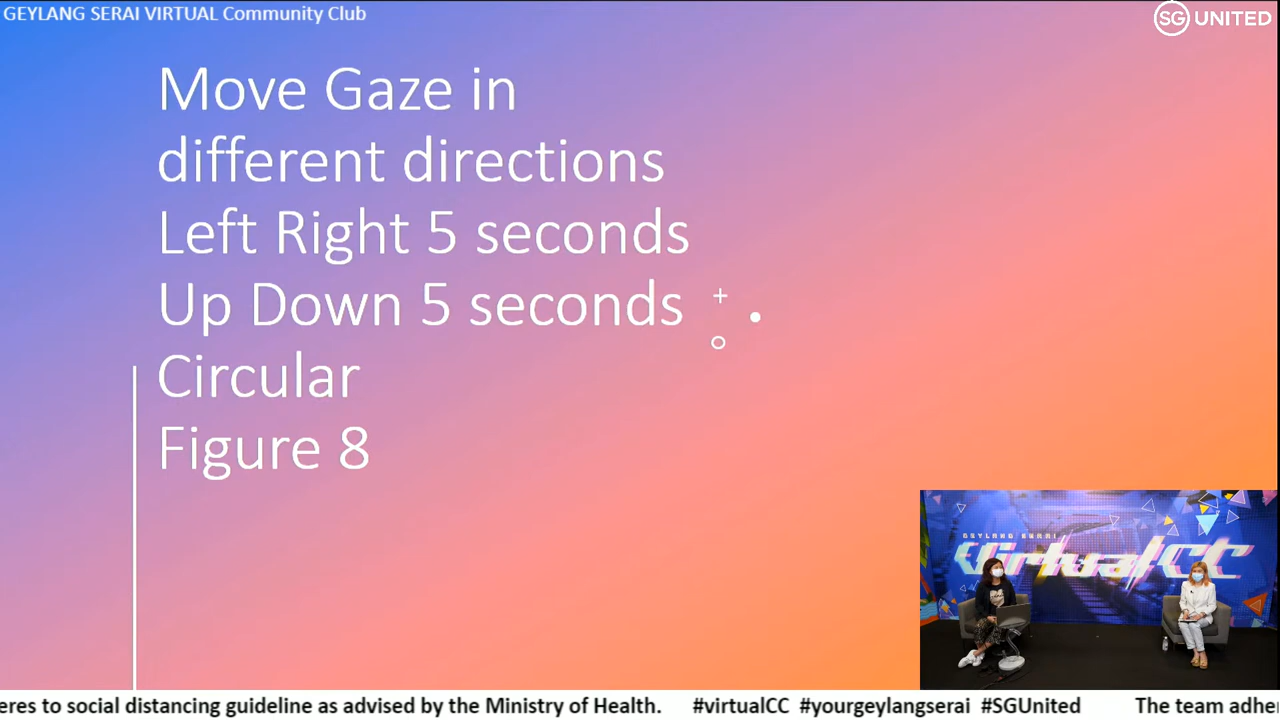 GEYLANG SERAI VIRTUAL Community Club
SG UNITED
Move Gaze in
different directions
Left Right 5 seconds
Up Down 5 seconds
Circular
Figure 8
GEYLANG SERAI
VirtualCC
eres to social distancing guideline as advised by the Ministry of Health. #virtualCC #yourgeylangserai #SGUnited The team adhe